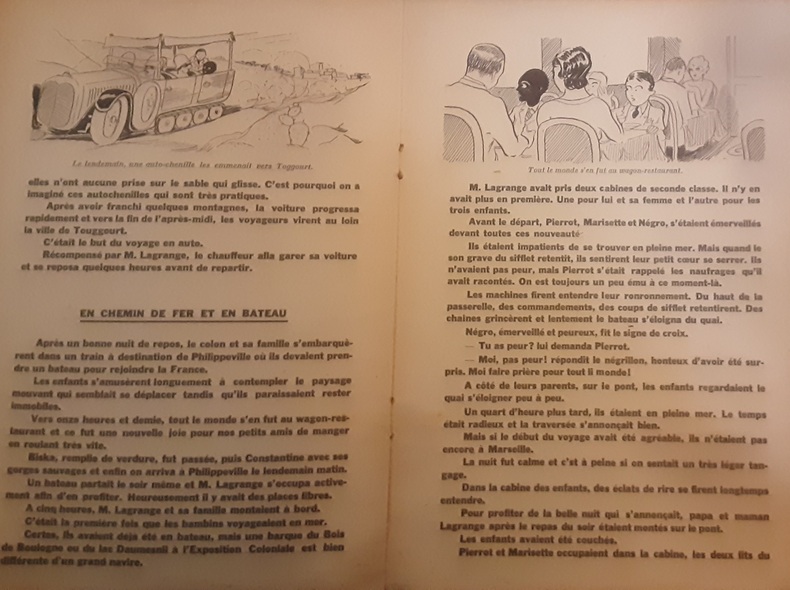 Le lendemain, une auto-chenille les emmenait vers Touggourt.
elles n'ont aucune prise sur le sable qui glisse. C'est pourquoi on a
imaginé ces autochenilles qui sont très pratiques.
Après avoir franchi quelques montagnes, la voiture progressa
rapidement et vers la fin de l'après-midi, les voyageurs virent au loin
la ville de Touggourt.
C'était le but du voyage en auto.
Récompensé par M. Lagrange, le chauffeur alla garer sa voiture
et se reposa quelques heures avant de repartir.
EN CHEMIN DE FER ET EN BATEAU
Après un bonne nuit de repos, le colon et sa famille s'embarquè-
rent dans un train à destination de Philippeville où ils devaient pren-
dre un bateau pour rejoindre la France.
Les enfants s'amusèrent longuement à contempler le paysage
mouvant qui semblait se déplacer tandis qu'ils paraissaient rester
immobiles.
Vers onze heures et demie, tout le monde s'en fut au wagon-res-
taurant et ce fut une nouvelle joie pour nos petits amis de manger
en roulant très vite.
Biska, remplie de verdure, fut passée, puis Constantine avec ses
gorges sauvages et enfin on arriva à Philippeville le lendemain matin.
Un bateau partait le soir même et M. Lagrange s'occupa active-
ment afin d'en profiter. Heureusement il y avait des places libres.
A cinq heures, M. Lagrange et sa famille montaient à bord.
C'était la première fois que les bambins voyageaient en mer.
Certes, ils avaient déjà été en bateau, mais une barque du Bois
de Boulogne ou du lac Daumesnil à l'Exposition Coloniale est bien
différente d'un grand navire.
Tout le monde s'en fut au wagon-restaurant.
M. Lagrange avait pris deux cabines de seconde classe. Il n'y en
avait plus en première. Une pour lui et sa femme et l'autre pour les
trois enfants.
Avant le départ, Pierrot, Marisette et Négro, s'étaient émerveillés
devant toutes ces nouveauté
Ils étaient impatients de se trouver en pleine mer. Mais quand le
son grave du sifflet retentit, ils sentirent leur petit cœur se serrer. Ils
n'avaient pas peur, mais Pierrot s'était rappelé les naufrages qu'il
avait racontés. On est toujours un peu ému à ce moment-là.
Les machines firent entendre leur ronronnement. Du haut de la
passerelle, des commandements, des coups de sifflet retentirent. Des
chaînes grincèrent et lentement le bateau s'éloigna du quai.
Négro, émerveillé et peureux, fit le signe de croix.
— Tu as peur? lui demanda Pierrot.
— Moi, pas peur! répondit le négrillon, honteux d'avoir été sur-
pris. Moi faire prière pour tout li monde!
A côté de leurs parents, sur le pont, les enfants regardaient le
quai s'éloigner peu à peu.
Un quart d'heure plus tard, ils étaient en pleine mer. Le temps
était radieux et la traversée s'annonçait bien.
Mais si le début du voyage avait été agréable, ils n'étaient pas
encore à Marseille.
La nuit fut calme et c'st à peine si on sentait un très léger tan-
gage.
Dans la cabine des enfants, des éclats de rire se firent longtemps
entendre.
Pour profiter de la belle nuit qui s'annonçait, papa et maman
Lagrange après le repas du soir étaient montés sur le pont.
Les enfants avaient été couchés.
Pierrot et Marisette occupaient dans la cabine, les deux lits du